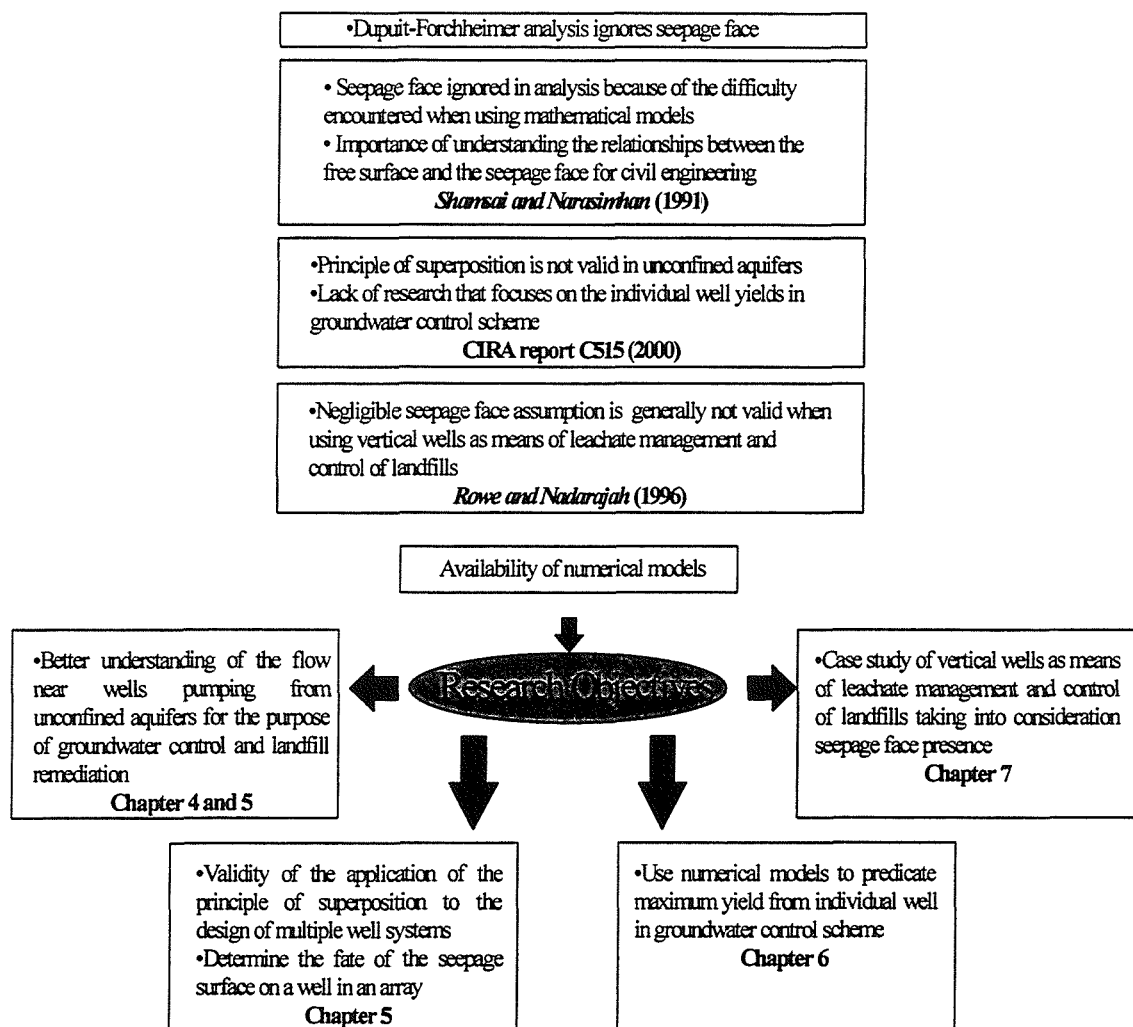 •Dupuit-Forchheimer analysis ignores seepage face
• Seepage face ignored in analysis because of the difficulty
encountered when using mathematical models
• Importance of understanding the relationships between the
free surface and the seepage face for civil engineering
Shamsai and Narasimhan (1991)
•Principle of superposition is not valid in unconfined aquifers
•Lack of research that focuses on the individual well yields in
groundwater control scheme
CIRA report C515 (2000)
•Negligible seepage face assumption is generally not valid when
using vertical wells as means of leachate management and
control of landfills
Rowe and Nadarajah (1996)
Availability of numerical models
Research Objectives
•Better understanding of the flow
near wells pumping from
unconfined aquifers for the purpose
of groundwater control and landfill
remediation
Chapter 4 and 5
•Case study of vertical wells as means
of leachate management and control
of landfills taking into consideration
seepage face presence
Chapter 7
•Validity of the application of the
principle of superposition to the
design of multiple well systems
•Determine the fate of the seepage
surface on a well in an array
Chapter 5
•Use numerical models to predicate
maximum yield from individual well
in groundwater control scheme
Chapter 6